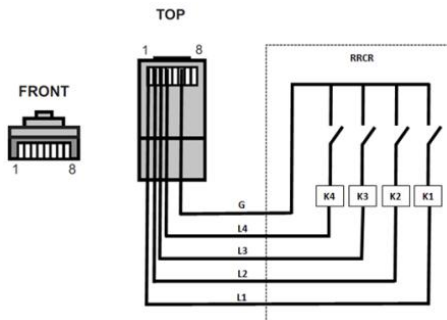 TOP
1 8
RRCR
FRONT
1 8
K4 K3 K2 K1
G
L4
L3
L2
L1